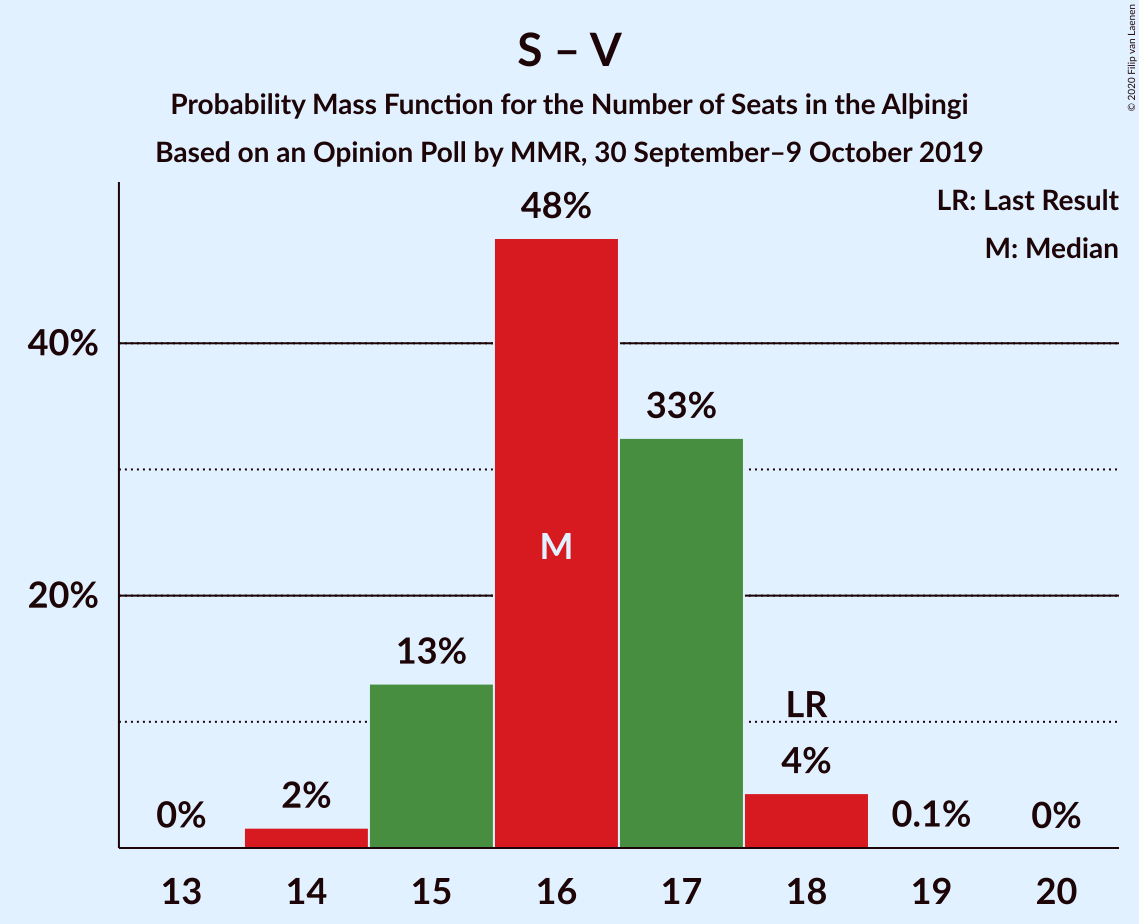 © 2020 Filip van Laenen
S – V
Probability Mass Function for the Number of Seats in the Alþingi
Based on an Opinion Poll by MMR, 30 September–9 October 2019
LR: Last Result
M: Median
48%
40%
33%
M
20%
13%
LR
4%
2%
0%
0.1%
0%
13 14 15 16 17 18 19 20